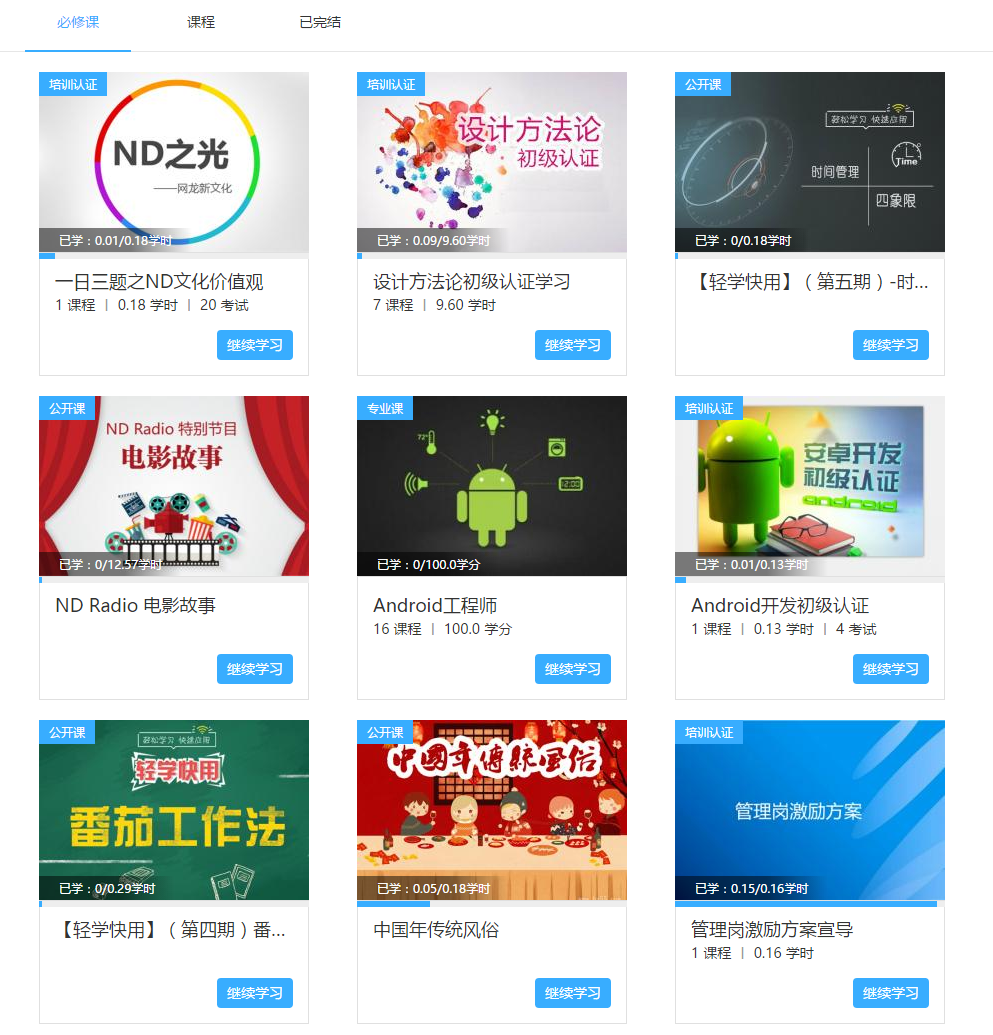 必修课
课程
已完结
培训认证
ND之光
——网龙新文化
已学：0.01/0.18学时
一日三题之ND文化价值观
1 课程 | 0.18 学时 | 20 考试
继续学习
培训认证
设计方法论
初级认证
已学：0.09/9.60学时
设计方法论初级认证学习
7 课程 | 9.60 学时
继续学习
公开课
轻松学习 快速应用
时间管理
Time
四象限
已学：0/0.18学时
【轻学快用】（第五期）-时...
继续学习
公开课
ND Radio 特别节目
电影故事
已学：0/12.57学时
ND Radio 电影故事
继续学习
专业课
72°
12:03
已学：0/100.0学分
Android工程师
16 课程 | 100.0 学分
继续学习
培训认证
安卓开发
初级认证
android
已学：0.01/0.13学时
Android开发初级认证
1 课程 | 0.13 学时 | 4 考试
继续学习
公开课
轻松学习 快速应用
轻学快用
番茄工作法
已学：0/0.29学时
【轻学快用】（第四期）番...
继续学习
公开课
中國年傳統風俗
已学：0.05/0.18学时
中国年传统风俗
继续学习
培训认证
管理岗激励方案
已学：0.15/0.16学时
管理岗激励方案宣导
1 课程 | 0.16 学时
继续学习